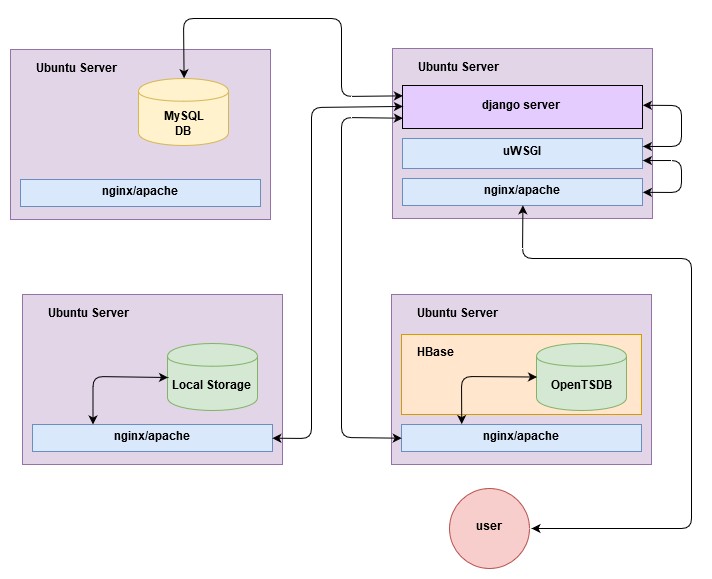 Ubuntu Server
MySQL
DB
nginx/apache
Ubuntu Server
django server
uWSGI
nginx/apache
Ubuntu Server
Local Storage
nginx/apache
Ubuntu Server
HBase
OpenTSDB
nginx/apache
user